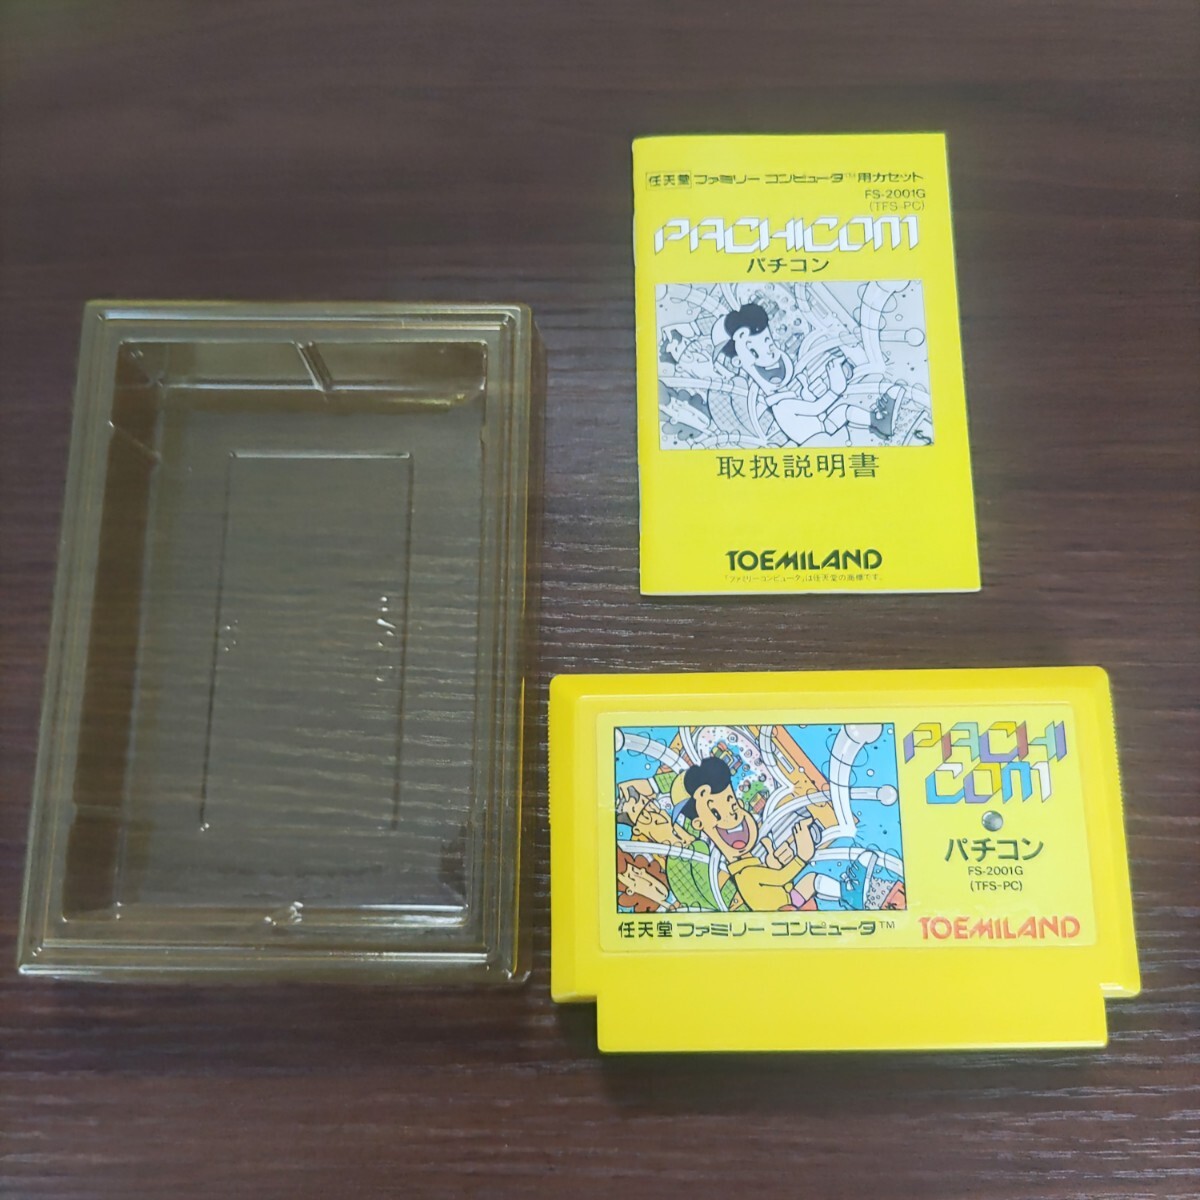 任天堂 ファミリー コンピュータ™用カセット
FS-2001G
(TFS-PC)
PACHICOM
パチコン
取扱説明書
TOEMILAND
「ファミリーコンピュータ」は任天堂の商標です。
PACHI
COM
パチコン
FS-2001G
(TFS-PC)
任天堂 ファミリー コンピュータ™
TOEMILAND